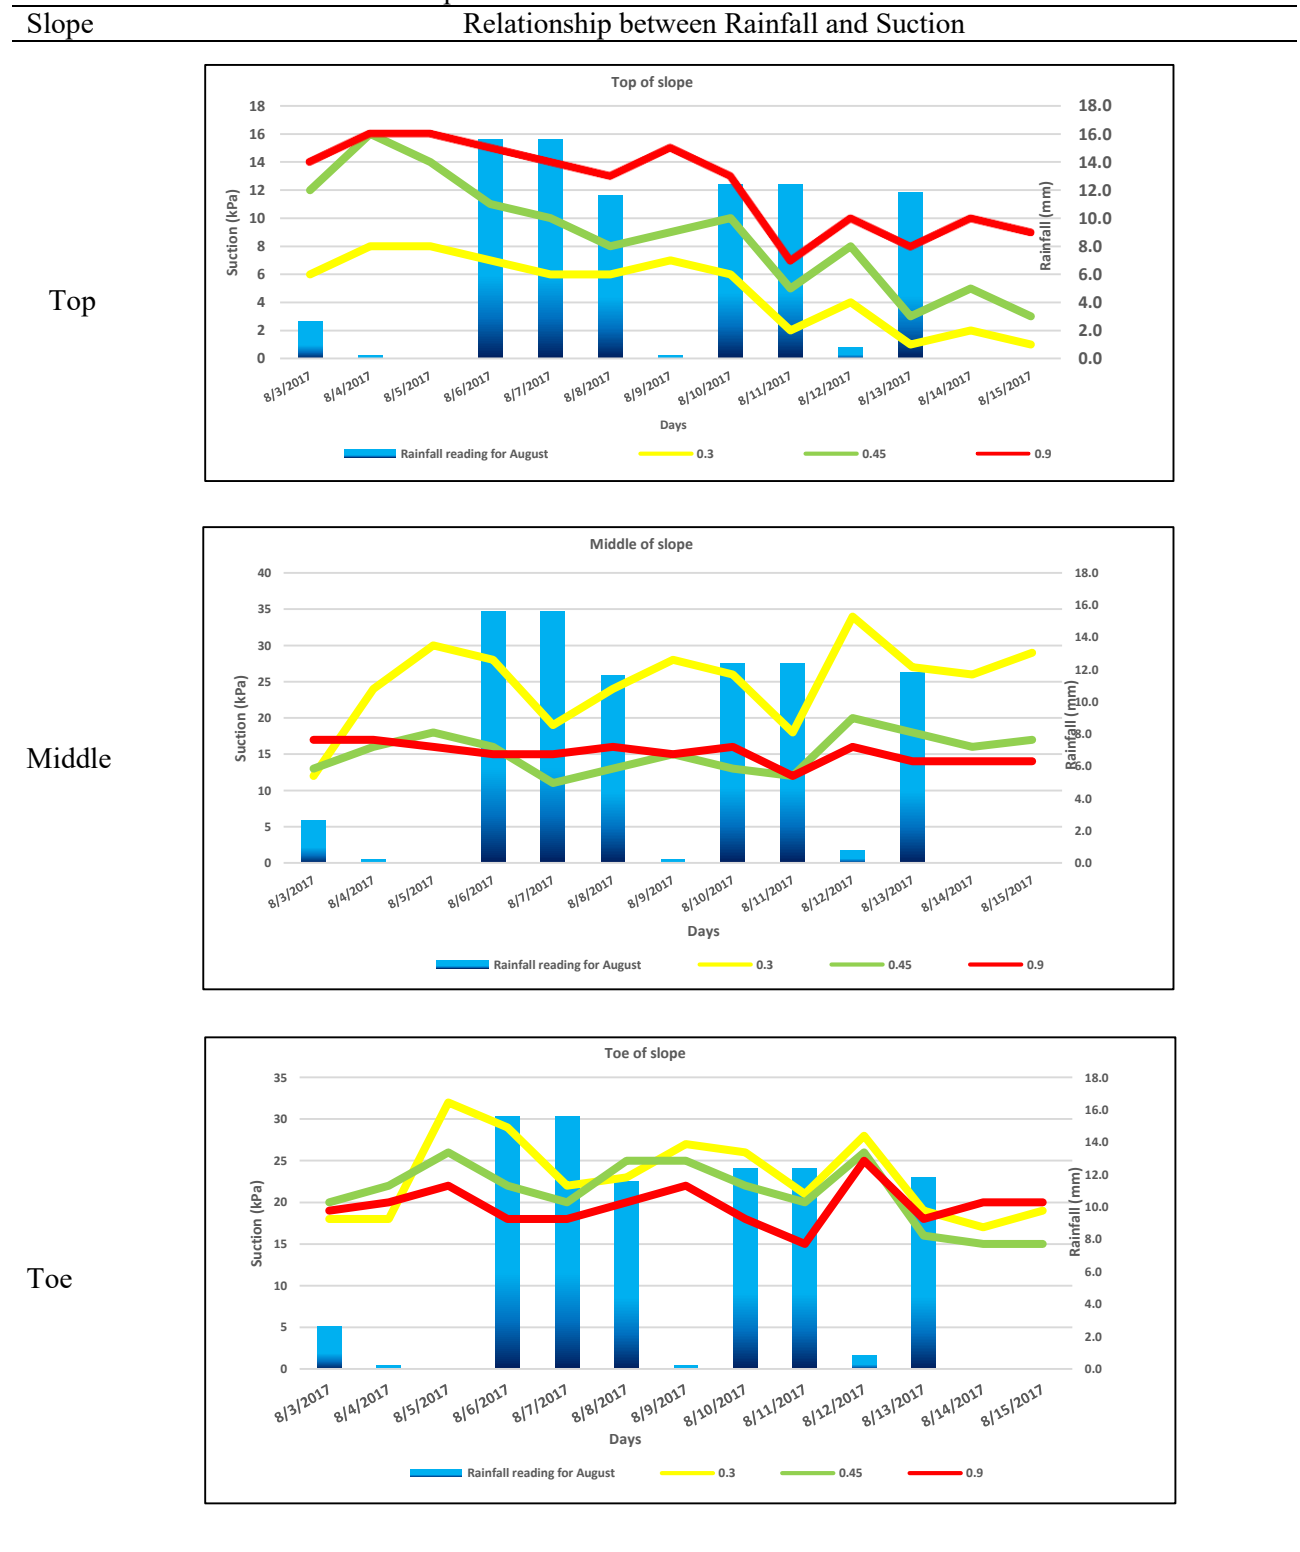 Slope Relationship between Rainfall and Suction
Top
Top of slope
18 18.0
16 16.0
14 14.0
12 12.0
10 10.0
8 8.0
6 6.0
4 4.0
2 2.0
0 0.0
Suction (kPa)
Rainfall (mm)
8/3/2017 8/4/2017 8/5/2017 8/6/2017 8/7/2017 8/8/2017 8/9/2017 8/10/2017 8/11/2017 8/12/2017 8/13/2017 8/14/2017 8/15/2017
Days
Rainfall reading for August 0.3 0.45 0.9
Middle
Middle of slope
40
35
30
25
20
15
10
5
0
Suction (kPa)
18.0
16.0
14.0
12.0
10.0
8.0
6.0
4.0
2.0
0.0
Rainfall (mm)
8/3/2017 8/4/2017 8/5/2017 8/6/2017 8/7/2017 8/8/2017 8/9/2017 8/10/2017 8/11/2017 8/12/2017 8/13/2017 8/14/2017 8/15/2017
Days
Rainfall reading for August 0.3 0.45 0.9
Toe
Toe of slope
35
30
25
20
15
10
5
0
Suction (kPa)
18.0
16.0
14.0
12.0
10.0
8.0
6.0
4.0
2.0
0.0
Rainfall (mm)
8/3/2017 8/4/2017 8/5/2017 8/6/2017 8/7/2017 8/8/2017 8/9/2017 8/10/2017 8/11/2017 8/12/2017 8/13/2017 8/14/2017 8/15/2017
Days
Rainfall reading for August 0.3 0.45 0.9